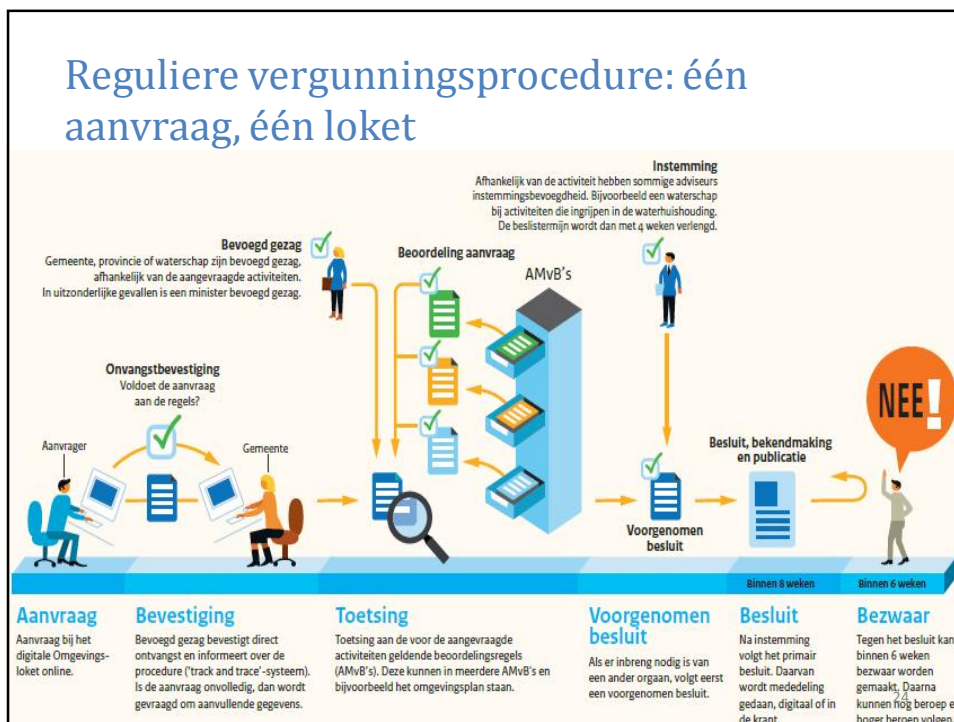 Reguliere vergunningsprocedure: één
aanvraag, één loket
Instemming
Afhankelijk van de activiteit hebben sommige adviseurs
instemmingsbevoegdheid. Bijvoorbeeld een waterschap
bij activiteiten die ingrijpen in de waterhuishouding.
De beslistermijn wordt dan met 4 weken verlengd.
Bevoegd gezag
Gemeente, provincie of waterschap zijn bevoegd gezag,
afhankelijk van de aangevraagde activiteiten.
In uitzonderlijke gevallen is een minister bevoegd gezag.
Beoordeling aanvraag
AMvB's
Onvangstbevestiging
Voldoet de aanvraag
aan de regels?
Aanvrager
Gemeente
NEE!
Besluit, bekendmaking
en publicatie
Voorgenomen
besluit
Binnen 8 weken
Binnen 6 weken
Aanvraag
Aanvraag bij het
digitale Omgevings-
loket online.
Bevestiging
Bevoegd gezag bevestigt direct
ontvangst en informeert over de
procedure ('track and trace'-systeem).
Is de aanvraag onvolledig, dan wordt
gevraagd om aanvullende gegevens.
Toetsing
Toetsing aan de voor de aangevraagde
activiteiten geldende beoordelingsregels
(AMvB's). Deze kunnen in meerdere AMvB's en
bijvoorbeeld het omgevingsplan staan.
Voorgenomen
besluit
Als er inbreng nodig is van
een ander orgaan, volgt eerst
een voorgenomen besluit.
Besluit
Na instemming
volgt het primair
besluit. Daarvan
wordt mededeling
gedaan, digitaal of in
de krant.
Bezwaar
Tegen het besluit kan
binnen 6 weken
bezwaar worden
gemaakt. Daarna
kunnen nog beroep e
hoger beroep volgen.
24